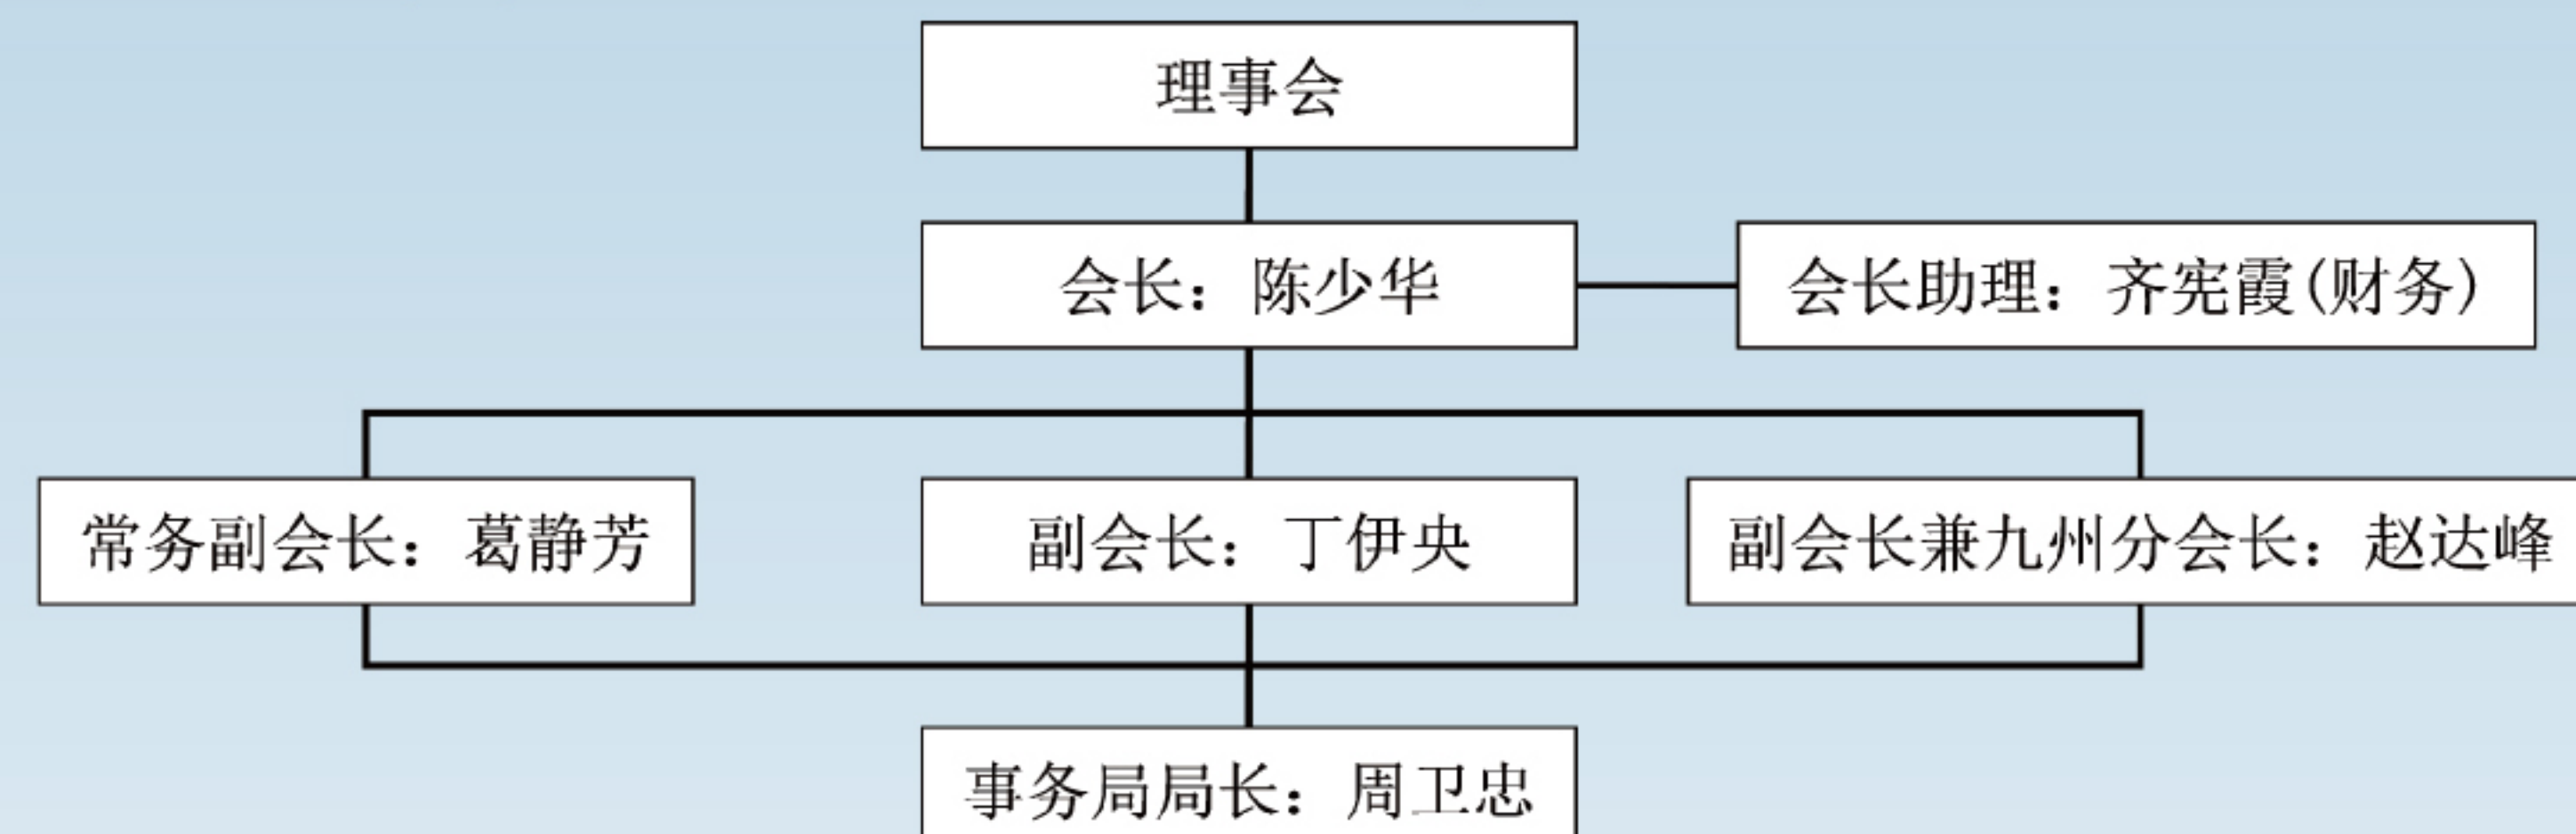 理事会
会长：陈少华
会长助理：齐宪霞(财务)
常务副会长：葛静芳
副会长：丁伊央
副会长兼九州分会长：赵达峰
事务局局长：周卫忠